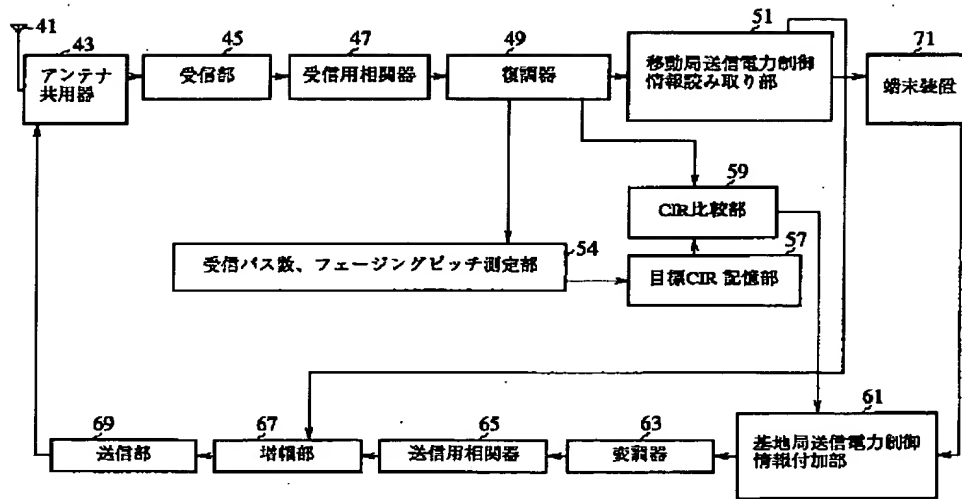 41
43
45
47
49
51
71
アンテナ
共用器
受信部
受信用相関器
復調器
移動局送信電力制御
情報読み取り部
端末装置
59
CIR比較部
54
57
受信パス数、フェージングピッチ測定部
目標CIR 記憶部
69
67
65
63
61
送信部
増幅部
送信用相関器
変調器
基地局送信電力制御
情報付加部